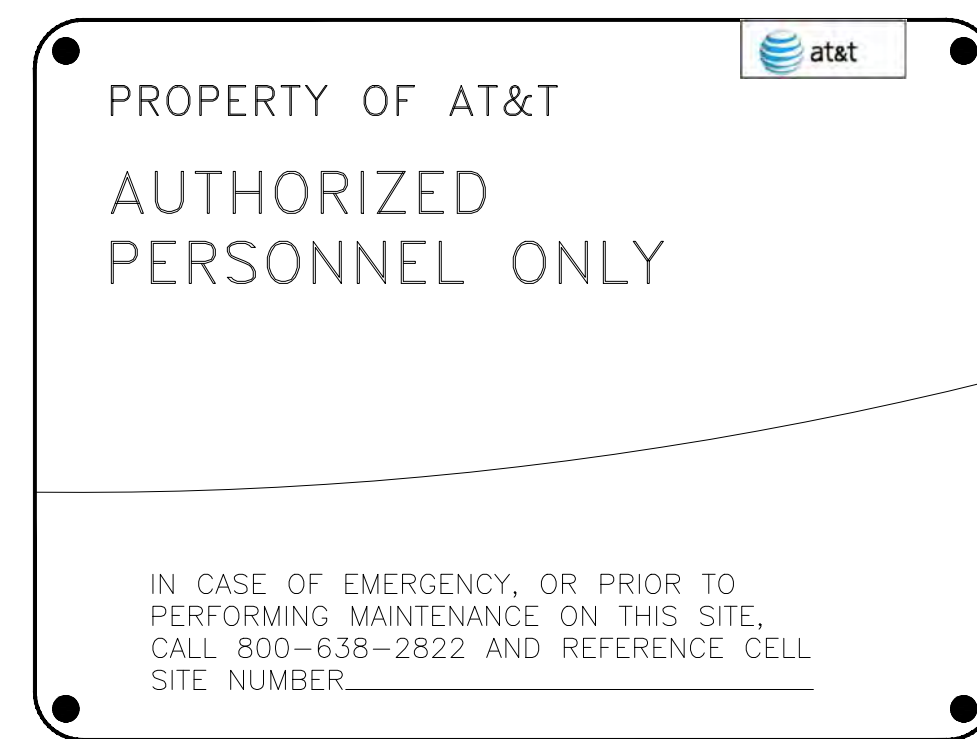 at&t
PROPERTY OF AT&T
AUTHORIZED
PERSONNEL ONLY
IN CASE OF EMERGENCY, OR PRIOR TO
PERFORMING MAINTENANCE ON THIS SITE,
CALL 800-638-2822 AND REFERENCE CELL
SITE NUMBER